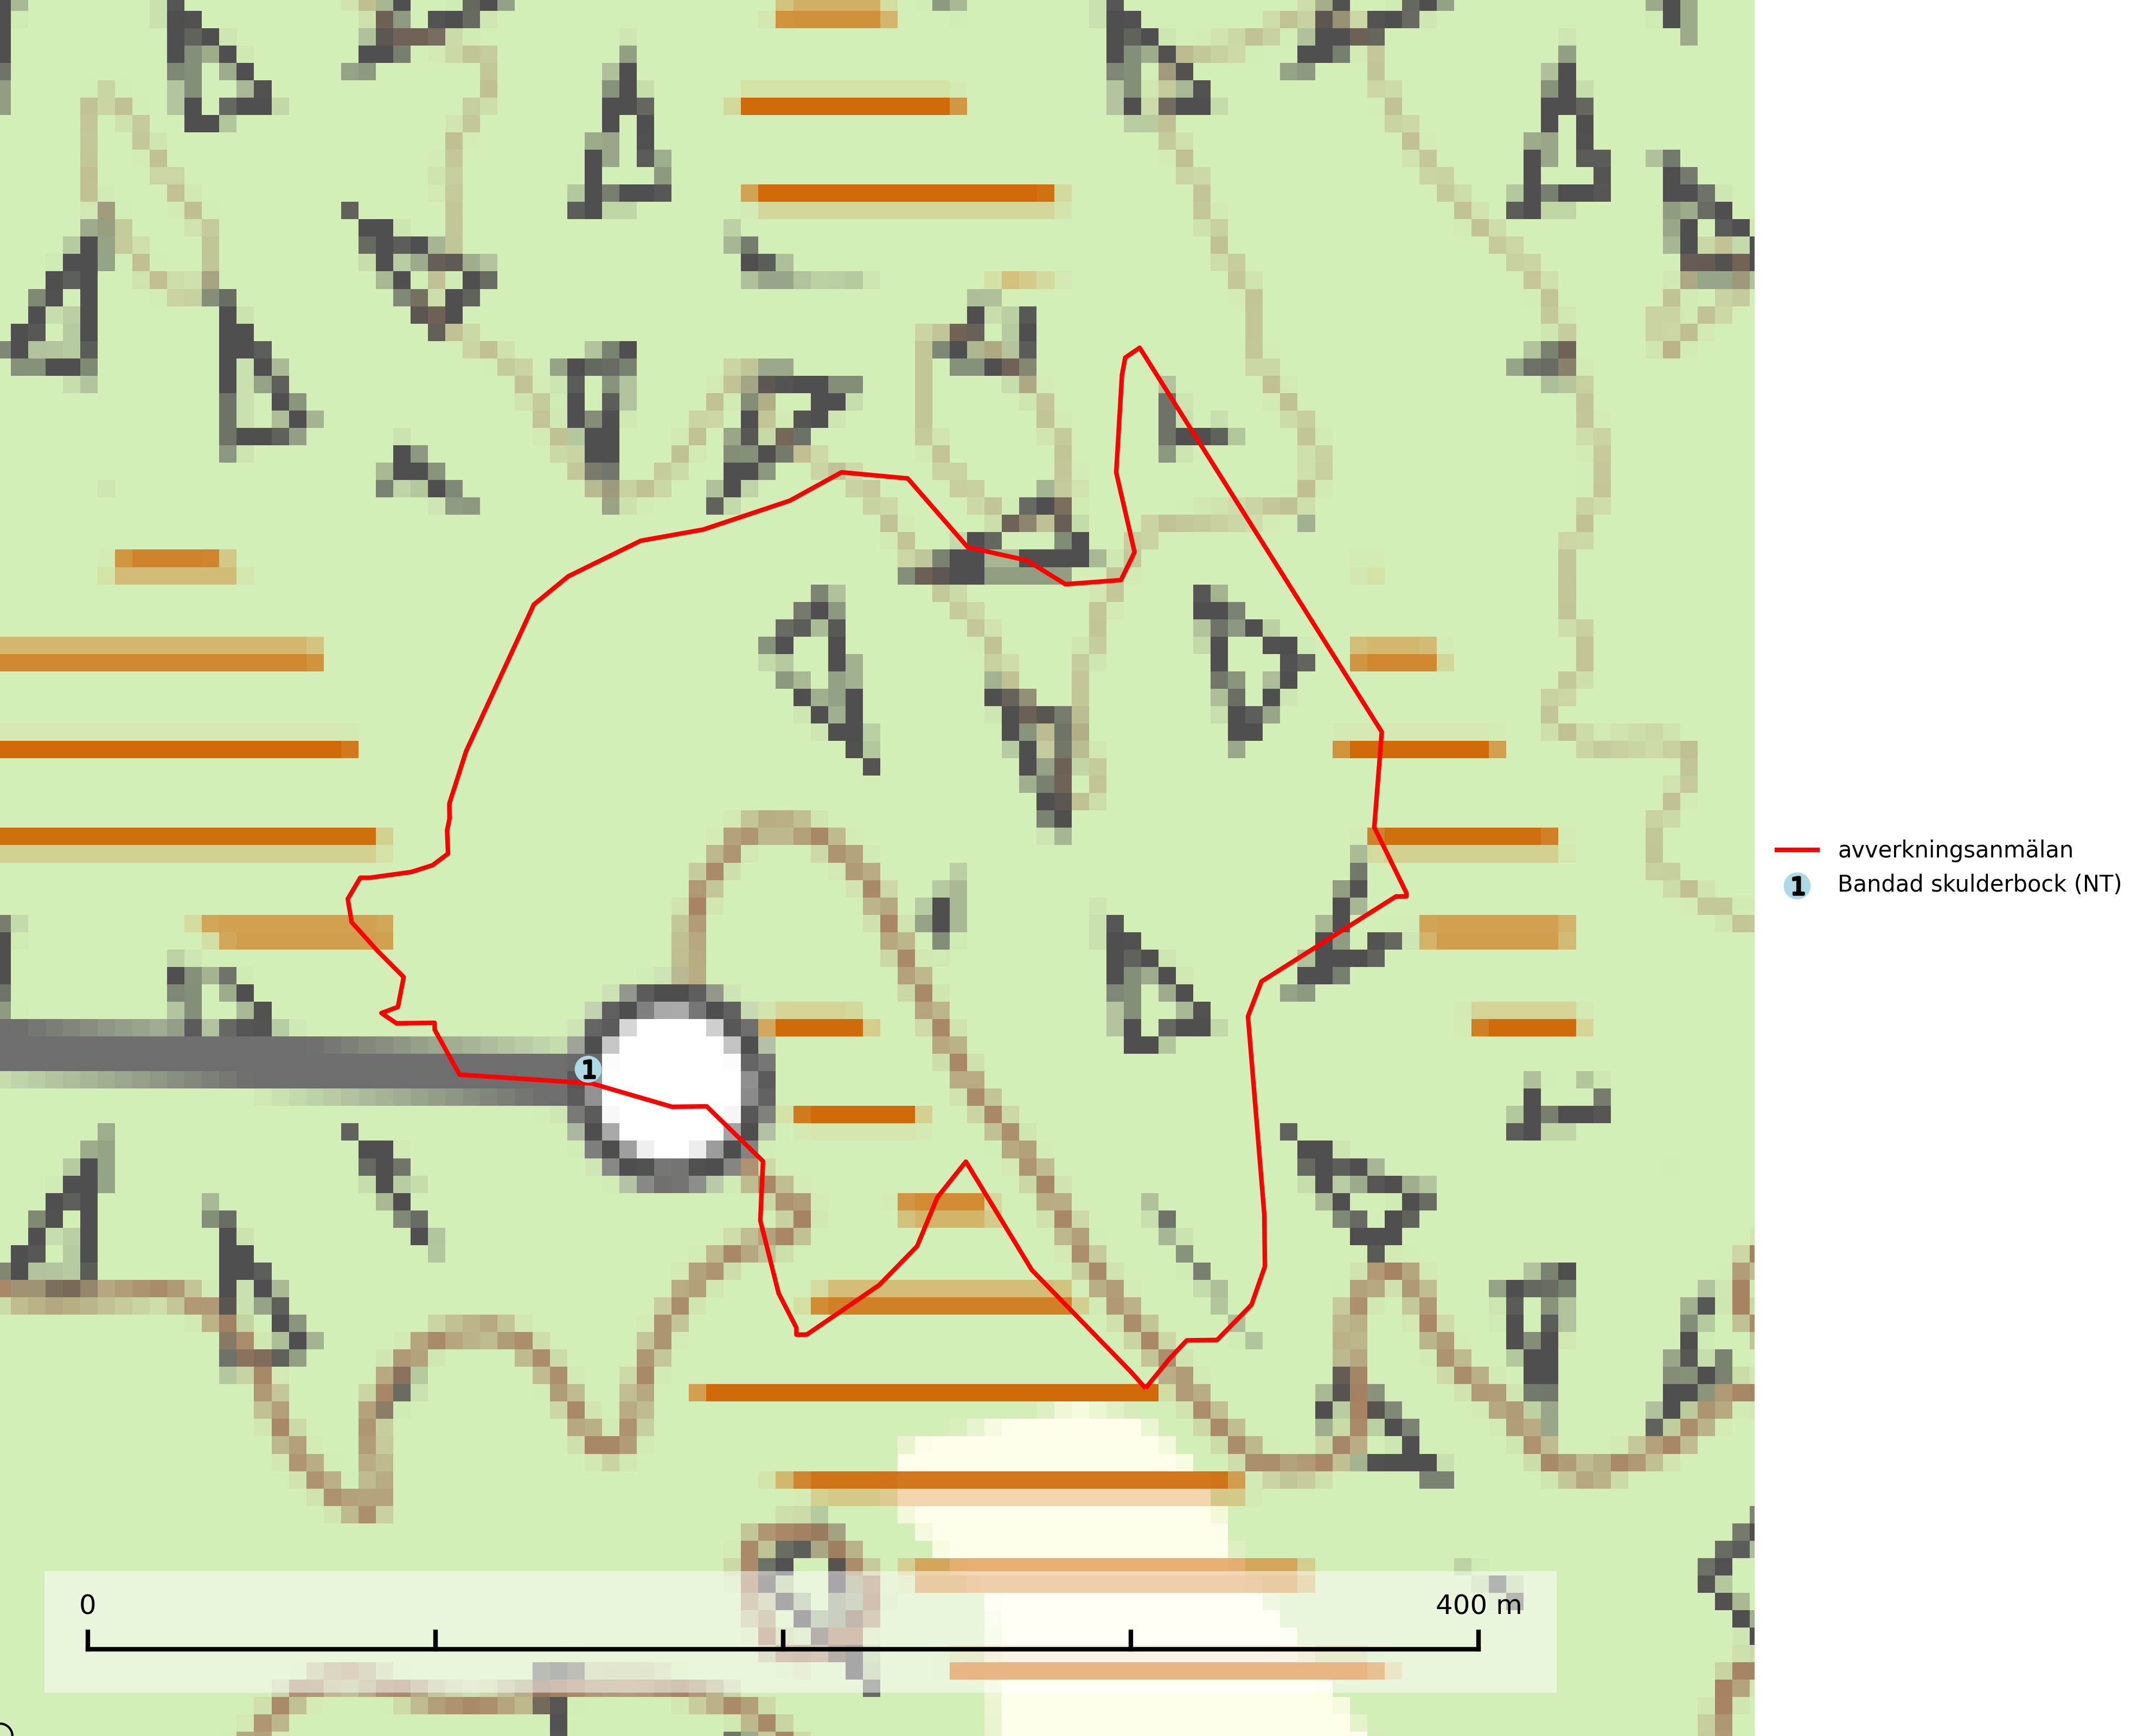 avverkningsanmälan
1 Bandad skulderbock (NT)
1
0 400 m